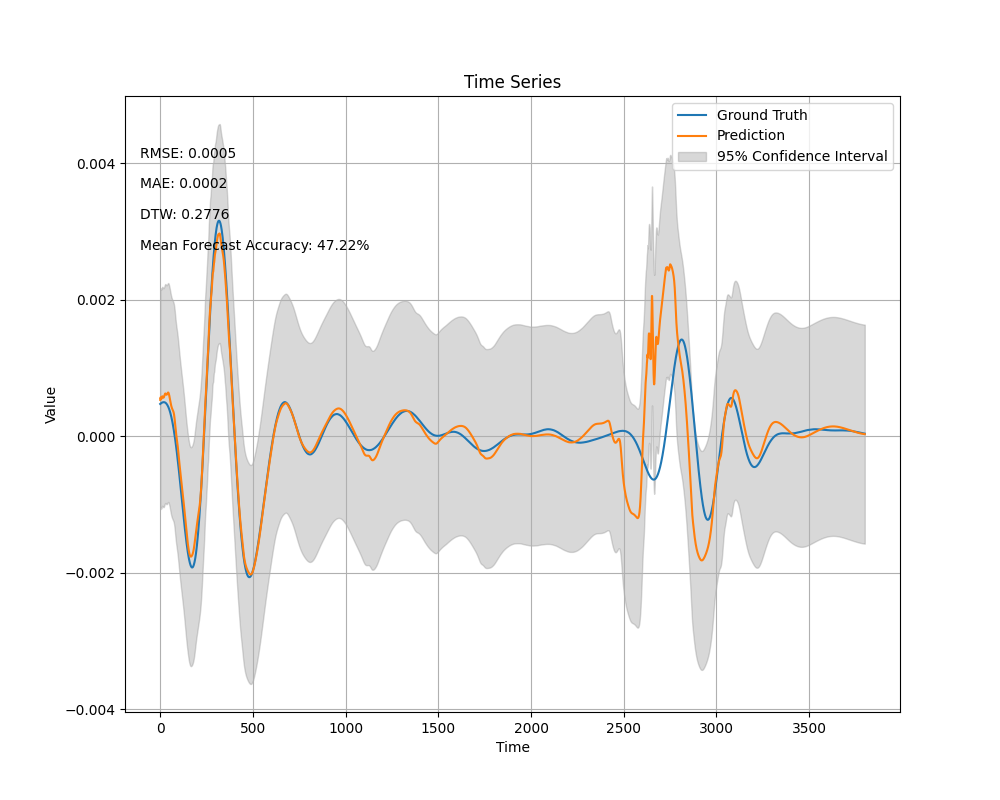 Time Series
Ground Truth
Prediction
95% Confidence Interval
RMSE: 0.0005
MAE: 0.0002
DTW: 0.2776
Mean Forecast Accuracy: 47.22%
0.004
0.002
0.000
−0.002
−0.004
Value
0 500 1000 1500 2000 2500 3000 3500
Time